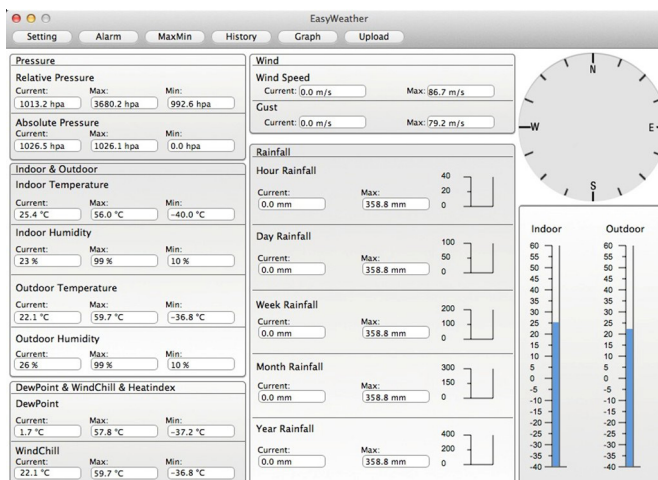 EasyWeather
Setting Alarm MaxMin History Graph Upload
Pressure
Relative Pressure
Current: Max: Min:
1013.2 hpa 3680.2 hpa 992.6 hpa
Absolute Pressure
Current: Max: Min:
1026.5 hpa 1026.1 hpa 0.0 hpa
Indoor & Outdoor
Indoor Temperature
Current: Max: Min:
25.4 °C 56.0 °C -40.0 °C
Indoor Humidity
Current: Max: Min:
23 % 99 % 10 %
Outdoor Temperature
Current: Max: Min:
22.1 °C 59.7 °C -36.8 °C
Outdoor Humidity
Current: Max: Min:
26 % 99 % 10 %
DewPoint & WindChill & Heatindex
DewPoint
Current: Max: Min:
1.7 °C 57.8 °C -37.2 °C
WindChill
Current: Max: Min:
22.1 °C 59.7 °C -36.8 °C
Wind
Wind Speed
Current: 0.0 m/s Max: 86.7 m/s
Gust
Current: 0.0 m/s Max: 79.2 m/s
Rainfall
Hour Rainfall
40
20
0
Current: Max:
0.0 mm 358.8 mm
Day Rainfall
100
50
0
Current: Max:
0.0 mm 358.8 mm
Week Rainfall
200
100
0
Current: Max:
0.0 mm 358.8 mm
Month Rainfall
300
150
0
Current: Max:
0.0 mm 358.8 mm
Year Rainfall
400
200
0
Current: Max:
0.0 mm 358.8 mm
N
W E
S
Indoor Outdoor
60 60
55 55
50 50
45 45
40 40
35 35
30 30
25 25
20 20
15 15
10 10
5 5
0 0
-5 -5
-10 -10
-15 -15
-20 -20
-25 -25
-30 -30
-35 -35
-40 -40